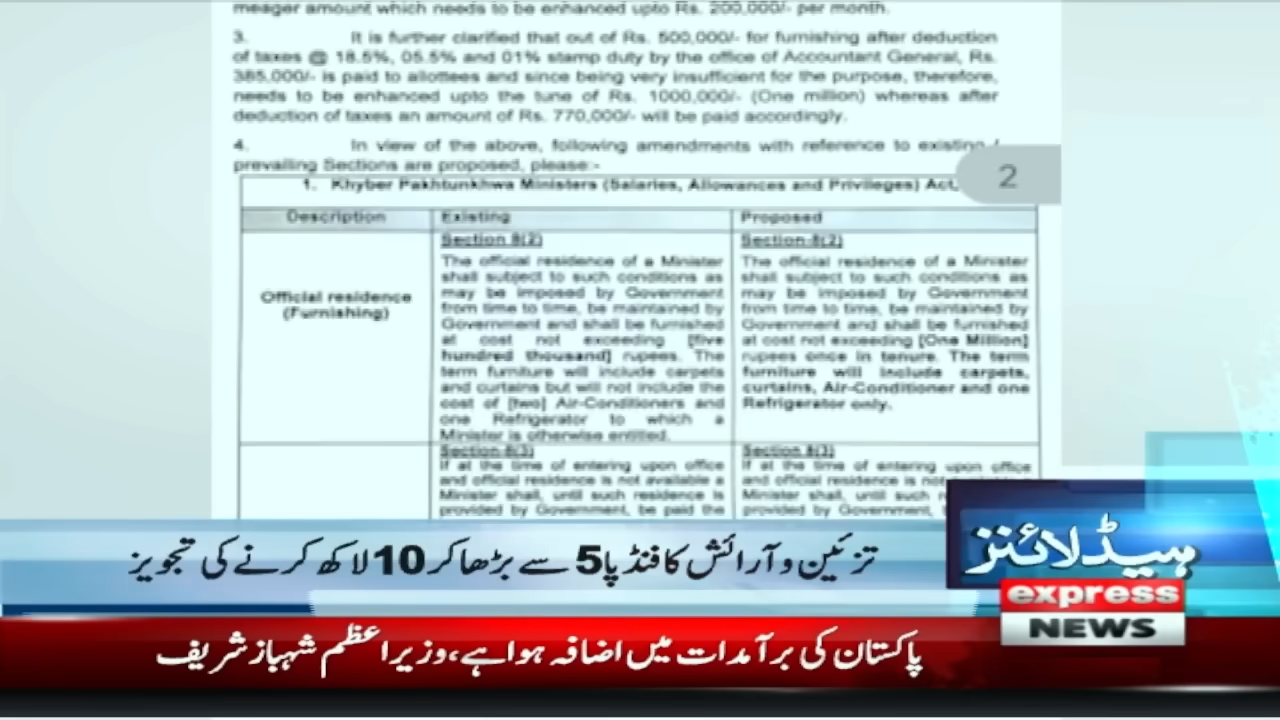 meager amount which needs to be enhanced upto Rs. 200,000/- per month.
3. It is further clarified that out of Rs. 500,000/- for furnishing after deduction
of taxes @ 18.5%, 05.5% and 01% stamp duty by the office of Accountant General, Rs.
385,000/- is paid to allottees and since being very insufficient for the purpose, therefore,
needs to be enhanced upto the tune of Rs. 1000,000/- (One million) whereas after
deduction of taxes an amount of Rs. 770,000/- will be paid accordingly.
4. In view of the above, following amendments with reference to existing /
prevailing Sections are proposed, please:-
2
1. Khyber Pakhtunkhwa Ministers (Salaries, Allowances and Privileges) Act,
Description Existing Proposed
Official residence
(Furnishing)
Section 8(2)
The official residence of a Minister
shall subject to such conditions as
may be imposed by Government
from time to time, be maintained by
Government and shall be furnished
at cost not exceeding [five
hundred thousand] rupees. The
term furniture will include carpets
and curtains but will not include the
cost of [two] Air-Conditioners and
one Refrigerator to which a
Minister is otherwise entitled.
Section-8(2)
The official residence of a Minister
shall subject to such conditions as
may be imposed by Government
from time to time, be maintained by
Government and shall be furnished
at cost not exceeding [One Million]
rupees once in tenure. The term
furniture will include carpets,
curtains, Air-Conditioner and one
Refrigerator only.
Section-8(3)
If at the time of entering upon office
and official residence is not available a
Minister shall, until such residence is
provided by Government, be paid the
Section 8(3)
If at the time of entering upon office
and official residence is not
Minister shall, until such
provided by Government,
تزئین و آرائش کا فنڈ پا5 سے بڑھا کر 10 لاکھ کرنے کی تجویز
ہیڈلائنز
express
NEWS
پاکستان کی برآمدات میں اضافہ ہوا ہے، وزیراعظم شہباز شریف